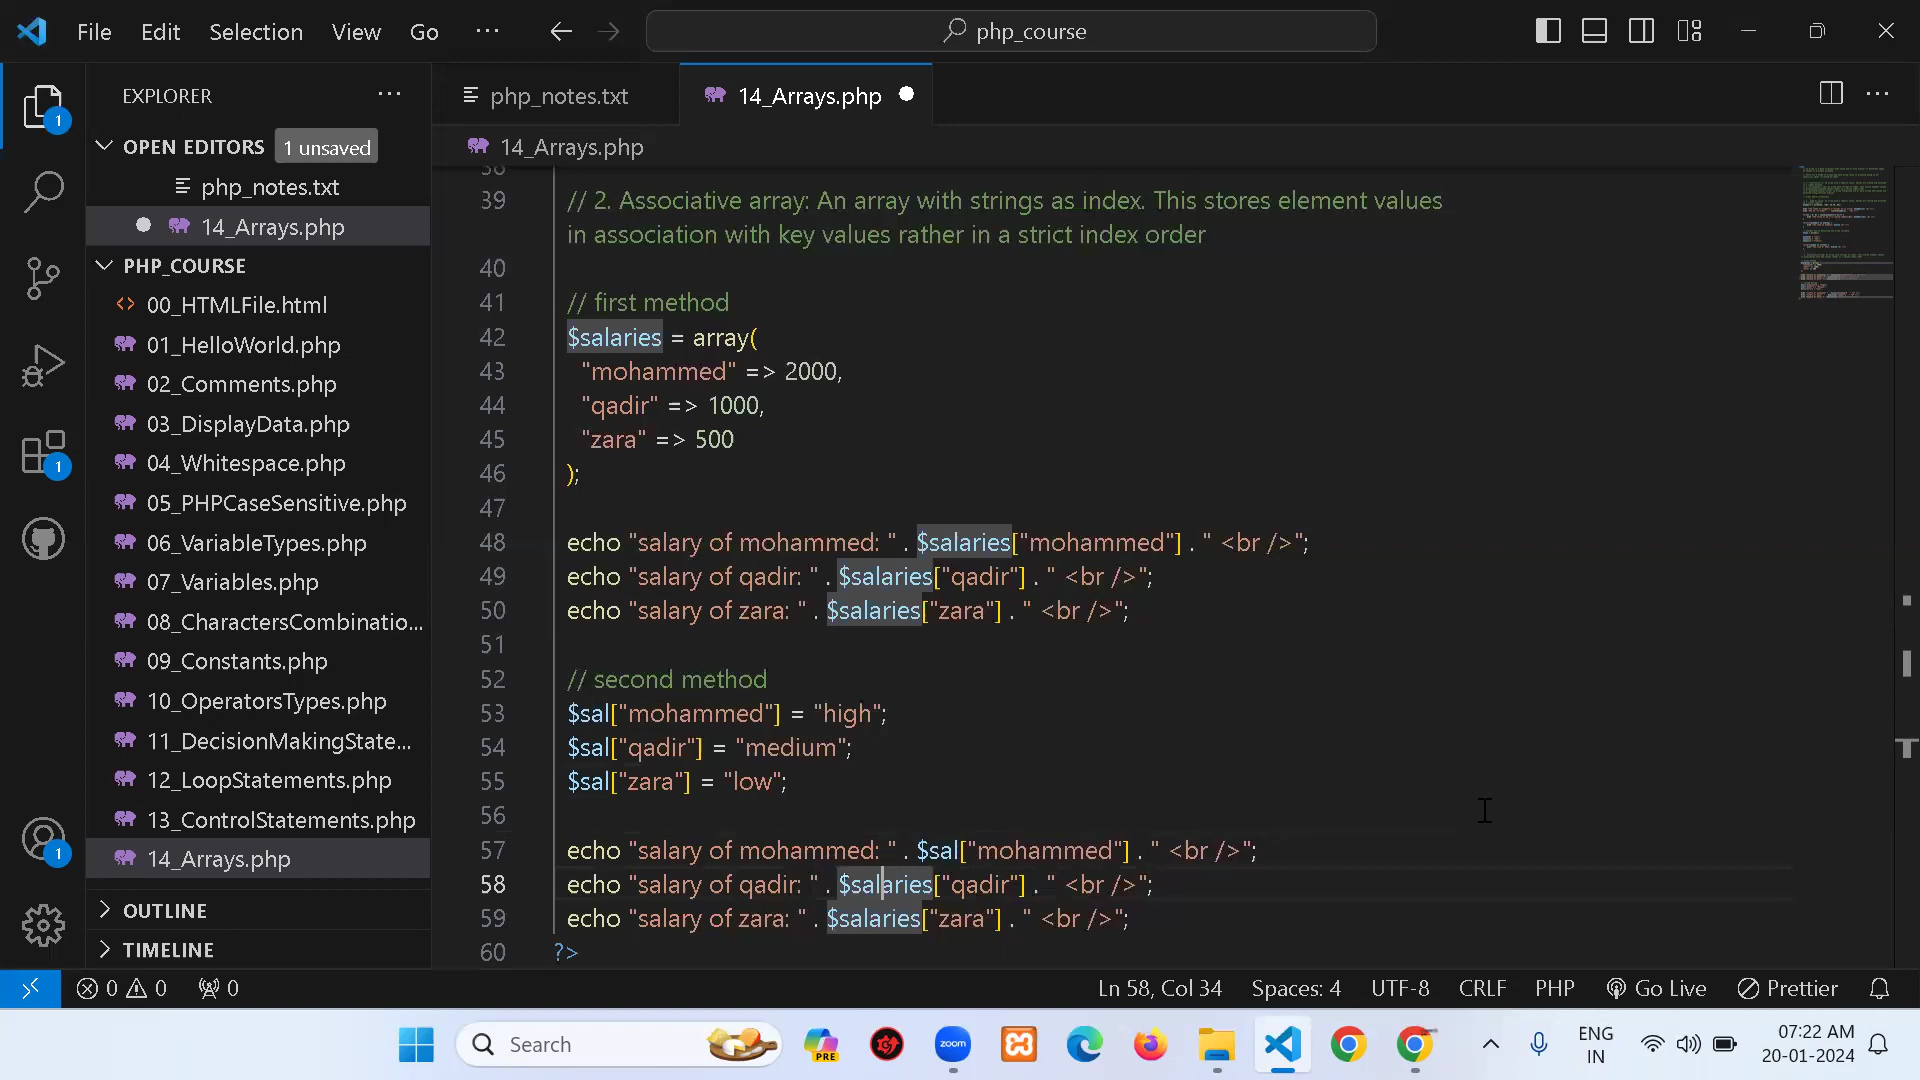 File Edit Selection View Go ··· php_course
EXPLORER ···
OPEN EDITORS 1 unsaved
php_notes.txt
14_Arrays.php
PHP_COURSE
00_HTMLFile.html
01_HelloWorld.php
02_Comments.php
03_DisplayData.php
04_Whitespace.php
05_PHPCaseSensitive.php
06_VariableTypes.php
07_Variables.php
08_CharactersCombinatio...
09_Constants.php
10_OperatorsTypes.php
11_DecisionMakingState...
12_LoopStatements.php
13_ControlStatements.php
14_Arrays.php
OUTLINE
TIMELINE
1
1
1
php_notes.txt 14_Arrays.php
14_Arrays.php
38
39 // 2. Associative array: An array with strings as index. This stores element values
in association with key values rather in a strict index order
40
41 // first method
42 $salaries = array(
43 "mohammed" => 2000,
44 "qadir" => 1000,
45 "zara" => 500
46 );
47
48 echo "salary of mohammed: " . $salaries["mohammed"] . " <br />";
49 echo "salary of qadir: " . $salaries["qadir"] . " <br />";
50 echo "salary of zara: " . $salaries["zara"] . " <br />";
51
52 // second method
53 $sal["mohammed"] = "high";
54 $sal["qadir"] = "medium";
55 $sal["zara"] = "low";
56
57 echo "salary of mohammed: " . $sal["mohammed"] . " <br />";
58 echo "salary of qadir: " . $salaries["qadir"] . " <br />";
59 echo "salary of zara: " . $salaries["zara"] . " <br />";
60 ?>
0 0 0 Ln 58, Col 34 Spaces: 4 UTF-8 CRLF PHP Go Live Prettier
Search PRE zoom ENG 07:22 AM
IN 20-01-2024